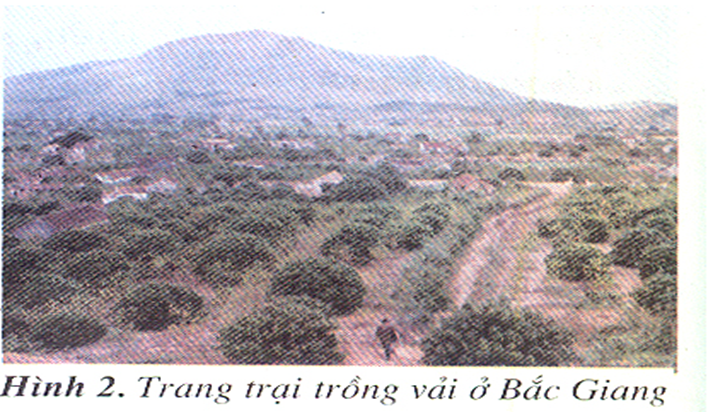 Hình 2. Trang trại trồng vải ở Bắc Giang